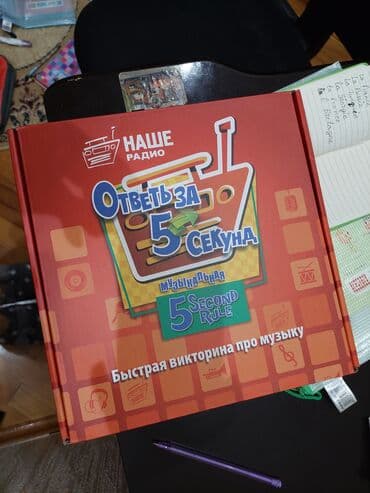 НАШЕ
РАДИО
ОТВЕТЬ ЗА
5 СЕКУНД
МУЗЫКАЛЬНАЯ
5 SECOND
RULE
Быстрая викторина про музыку